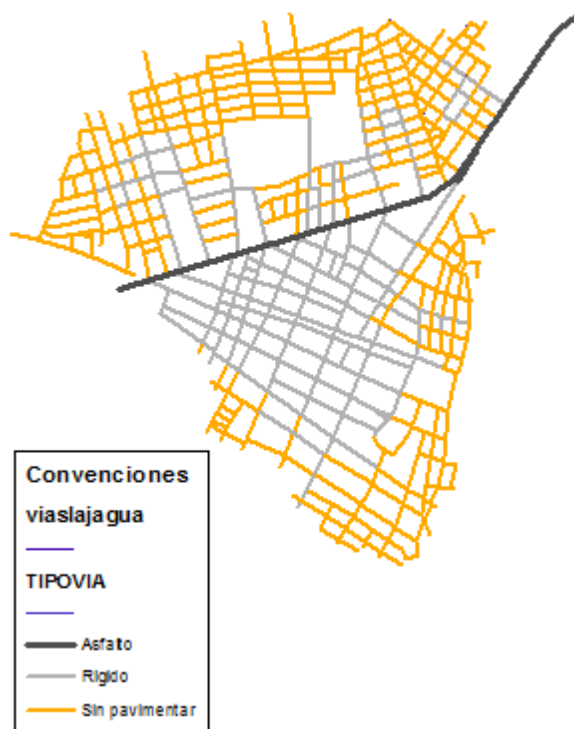 Convenciones
viaslajagua
TIPOVIA
Asfalto
Rigido
Sin pavimentar